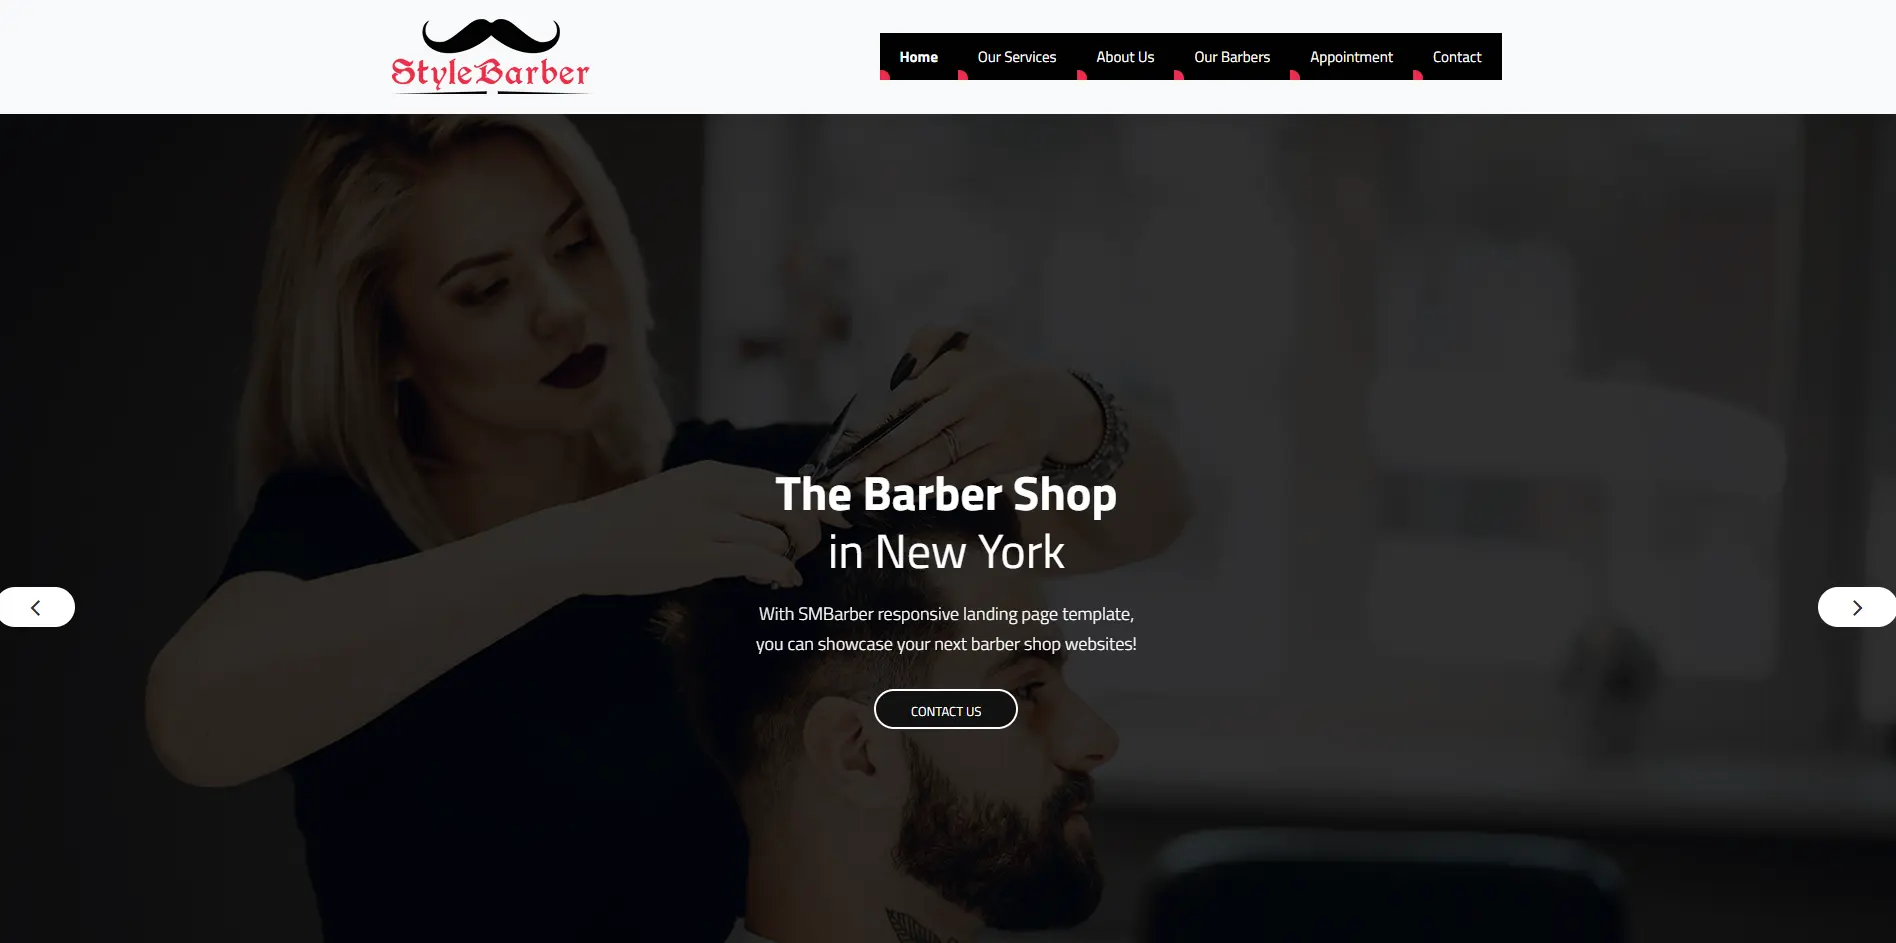 StyleBarber
Home Our Services About Us Our Barbers Appointment Contact
The Barber Shop
in New York
With SMBarber responsive landing page template,
you can showcase your next barber shop websites!
CONTACT US